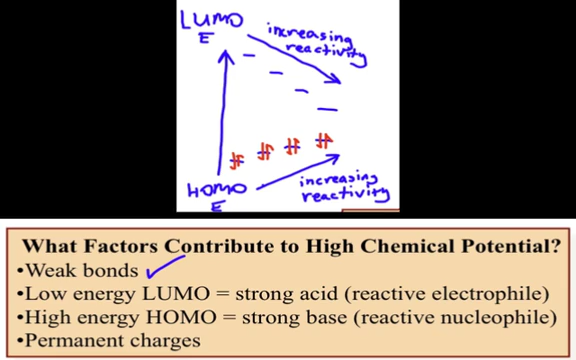 LUMO
E
increasing
reactivity
HOMO
E
increasing
reactivity
What Factors Contribute to High Chemical Potential?
•Weak bonds
•Low energy LUMO = strong acid (reactive electrophile)
•High energy HOMO = strong base (reactive nucleophile)
•Permanent charges